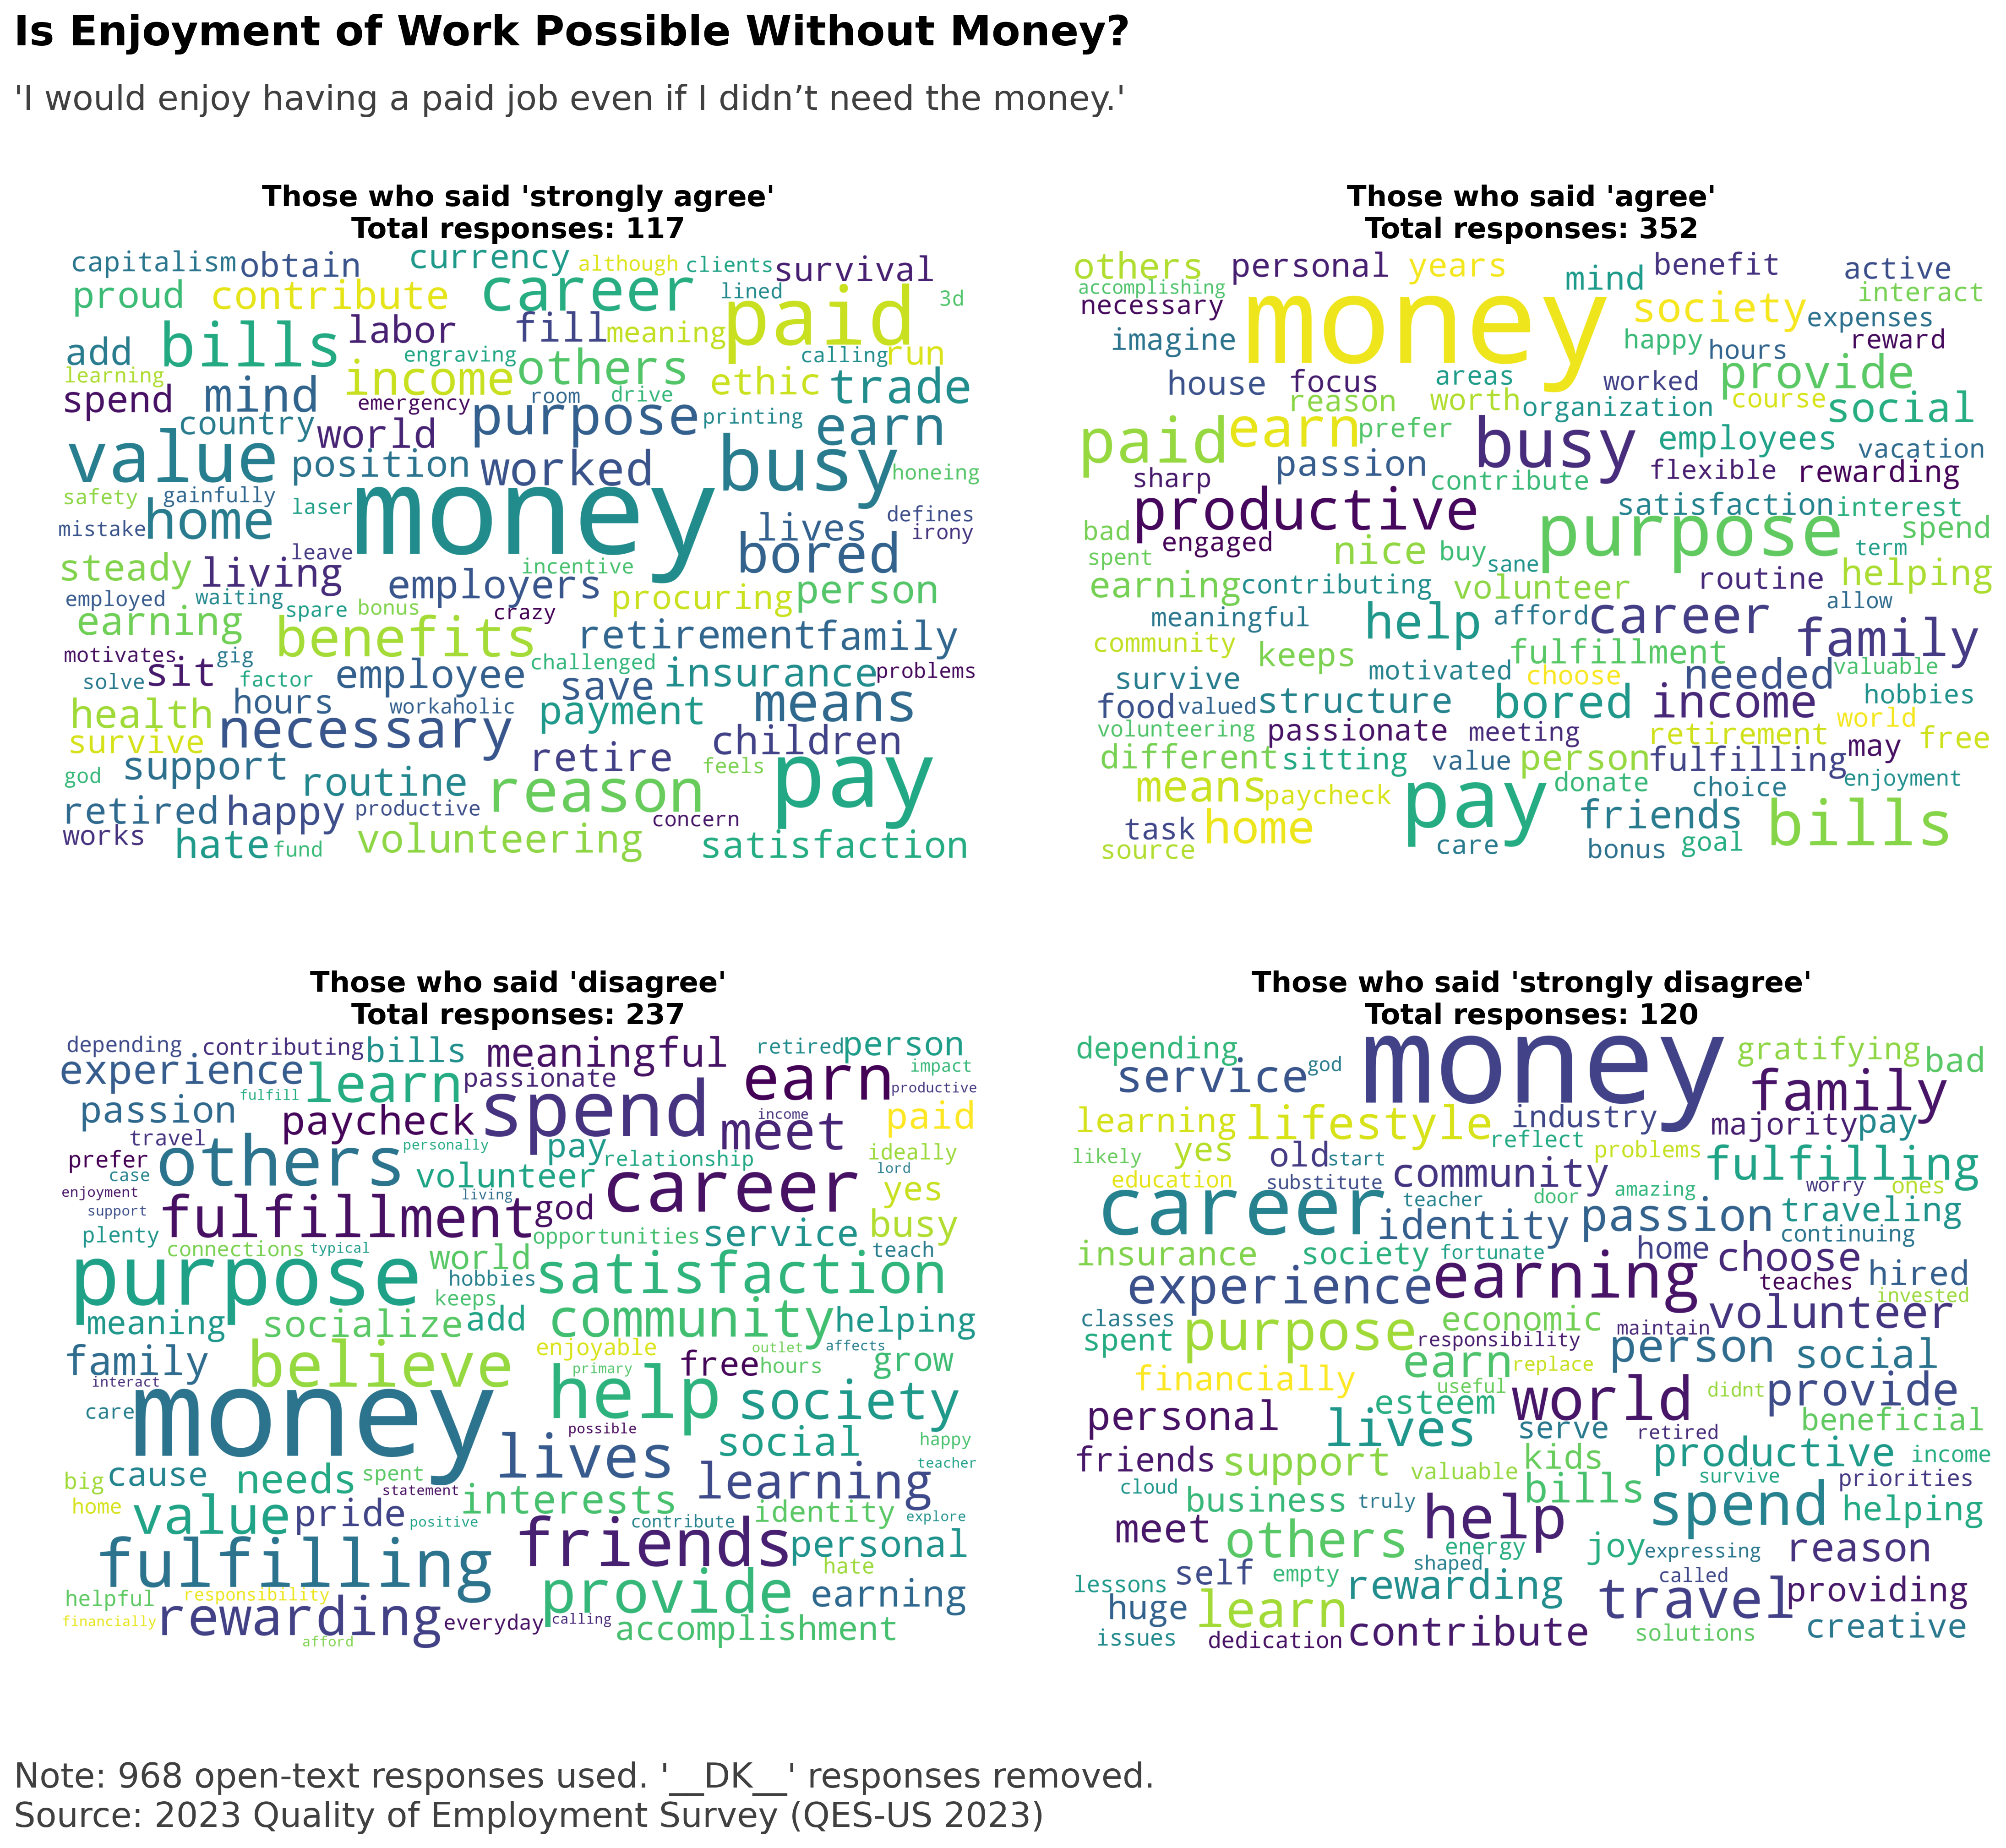 Is Enjoyment of Work Possible Without Money?
'I would enjoy having a paid job even if I didn’t need the money.'
Those who said 'strongly agree'
Total responses: 117
capitalism obtain currency although clients survival
proud contribute career lined paid 3d
bills labor fill meaning
add engraving others calling run
learning income ethic trade
spend mind emergency room drive
country world purpose printing earn
value position worked busy honeing
safety gainfully laser money
mistake home lives defines irony
leave bored
steady living incentive
employed waiting spare bonus employers crazy procuring person
earning benefits retirement family
motivates sit gig challenged problems
solve factor employee save insurance
health hours workaholic payment means
survive necessary retire children
god support routine reason feels pay
retired happy productive concern
works hate fund volunteering satisfaction
Those who said 'agree'
Total responses: 352
others personal years mind benefit active
accomplishing necessary money society interact
imagine happy expenses
hours reward
house focus areas worked provide
reason worth organization course social
paid earn prefer busy employees vacation
sharp passion contribute flexible rewarding
productive satisfaction interest
bad engaged nice buy purpose spend
spent sane term
earning contributing volunteer routine helping
meaningful help afford career allow
community keeps fulfillment family
survive motivated choose needed valuable
food valued structure bored income hobbies
volunteering passionate meeting retirement world free
different sitting value person fulfilling may
means paycheck pay donate choice enjoyment
task home friends bills
source care bonus goal
Those who said 'disagree'
Total responses: 237
depending contributing bills meaningful retired person
experience learn passionate earn impact
fulfill productive
passion paycheck spend income meet paid
travel others personally pay ideally
prefer case volunteer relationship lord
enjoyment living career yes
support fulfillment god busy
plenty connections typical world opportunities service teach
purpose hobbies satisfaction
keeps
meaning socialize add community helping
family believe enjoyable outlet affects
interact primary free hours grow
care money help society
possible
lives social happy
big cause needs spent learning teacher
home statement interests
value pride positive contribute identity explore
fulfilling friends personal
hate
helpful responsibility provide earning
financially rewarding everyday calling accomplishment
afford
Those who said 'strongly disagree'
Total responses: 120
depending service god money gratifying bad
family
learning lifestyle industry majority pay
likely yes reflect problems fulfilling
old start community
education substitute worry ones
career teacher door amazing
identity passion traveling
insurance society fortunate home choose continuing
experience earning teaches hired
invested
classes economic volunteer
spent purpose responsibility maintain
earn replace person social
financially useful
esteem world didnt provide
personal lives serve retired beneficial
friends support valuable kids productive income
cloud survive priorities
business truly bills spend helping
meet others help
energy joy expressing reason
lessons self empty shaped called
huge learn rewarding travel providing
issues dedication contribute solutions creative
Note: 968 open-text responses used. '__DK__' responses removed.
Source: 2023 Quality of Employment Survey (QES-US 2023)